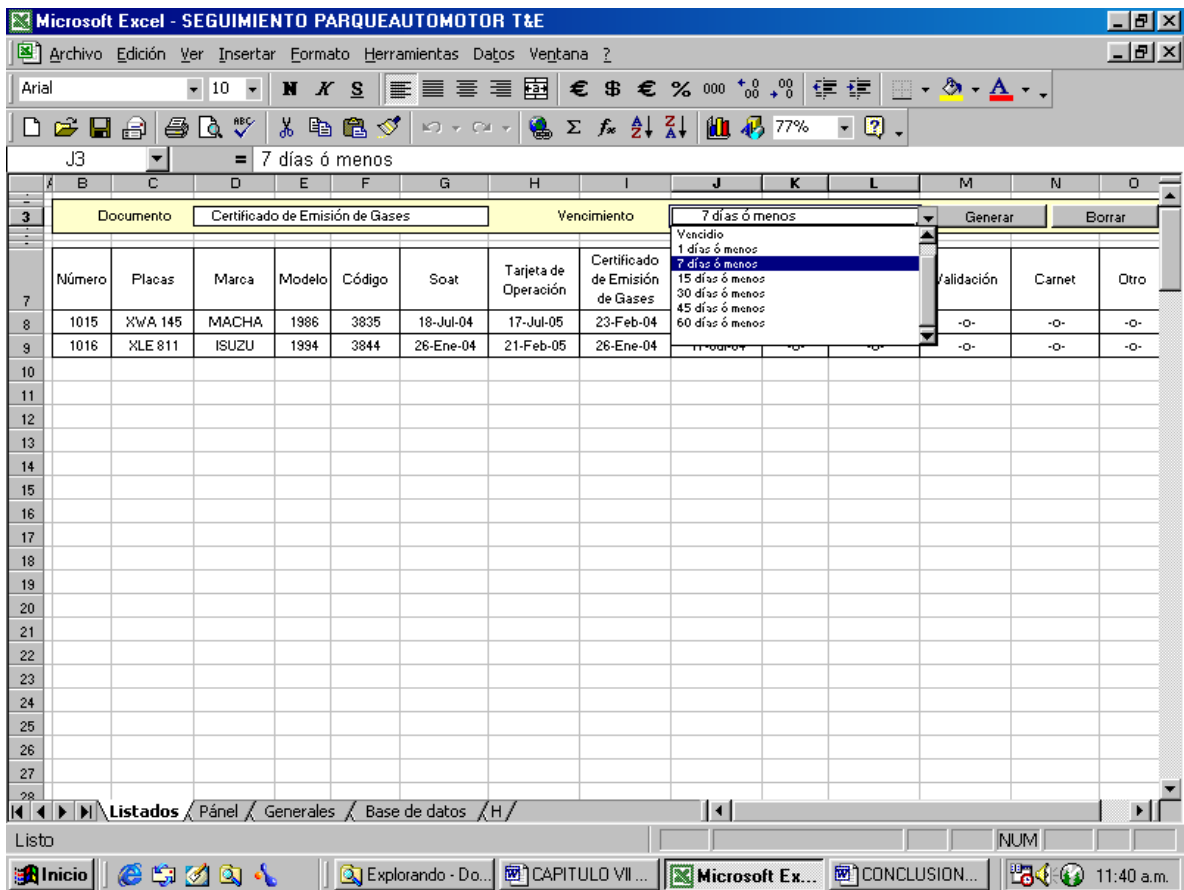 Microsoft Excel - SEGUIMIENTO PARQUEAUTOMOTOR T&E
Archivo Edición Ver Insertar Formato Herramientas Datos Ventana ?
Arial 10 N K S € $ € % 000
77%
J3 = 7 días ó menos
B C D E F G H I J K L M N O
3 Documento Certificado de Emisión de Gases Vencimiento 7 días ó menos Generar Borrar
Vencidio
1 días ó menos
7 días ó menos
15 días ó menos
30 días ó menos
45 días ó menos
60 días ó menos
7 Número Placas Marca Modelo Código Soat Tarjeta de Operación Certificado de Emisión de Gases Validación Carnet Otro
8 1015 XWA 145 MACHA 1986 3835 18-Jul-04 17-Jul-05 23-Feb-04 -o- -o- -o-
9 1016 XLE 811 ISUZU 1994 3844 26-Ene-04 21-Feb-05 26-Ene-04 -o- -o- -o-
10
11
12
13
14
15
16
17
18
19
20
21
22
23
24
25
26
27
28
Listados Pánel Generales Base de datos H
Listo NUM
Inicio Explorando - Do... CAPITULO VII ... Microsoft Ex... CONCLUSION... 11:40 a.m.